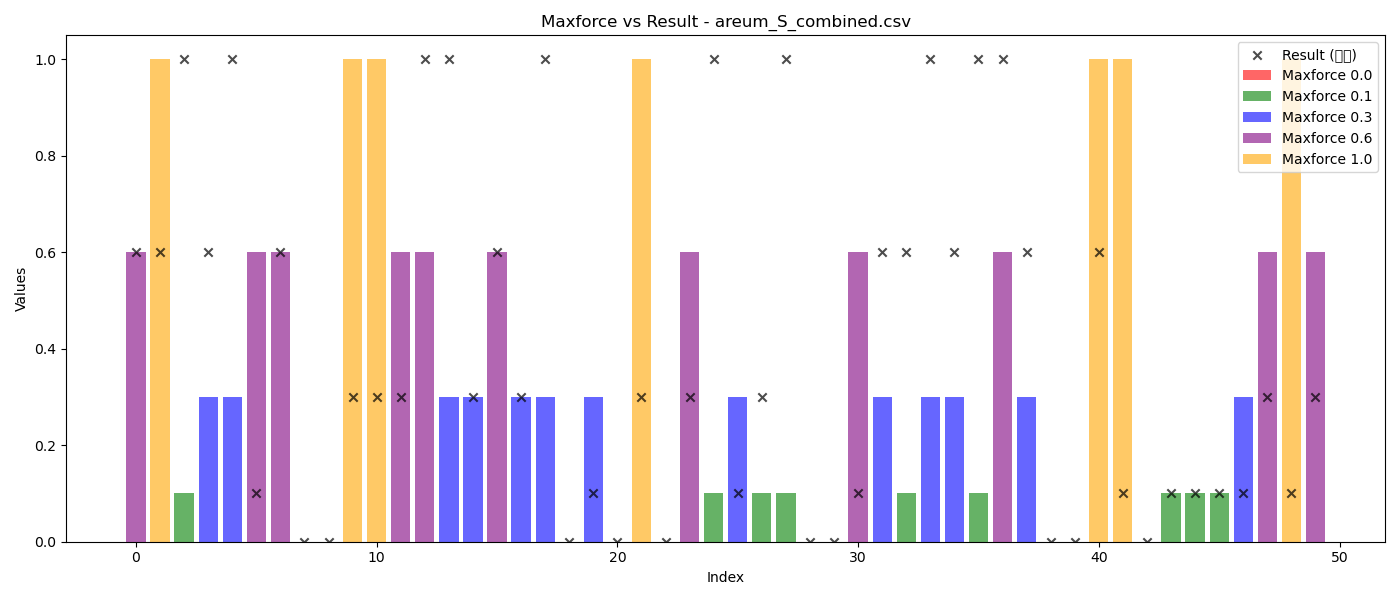 Maxforce vs Result - areum_S_combined.csv
Result ()
Maxforce 0.0
Maxforce 0.1
Maxforce 0.3
Maxforce 0.6
Maxforce 1.0
Values
1.0
0.8
0.6
0.4
0.2
0.0
0 10 20 30 40 50
Index